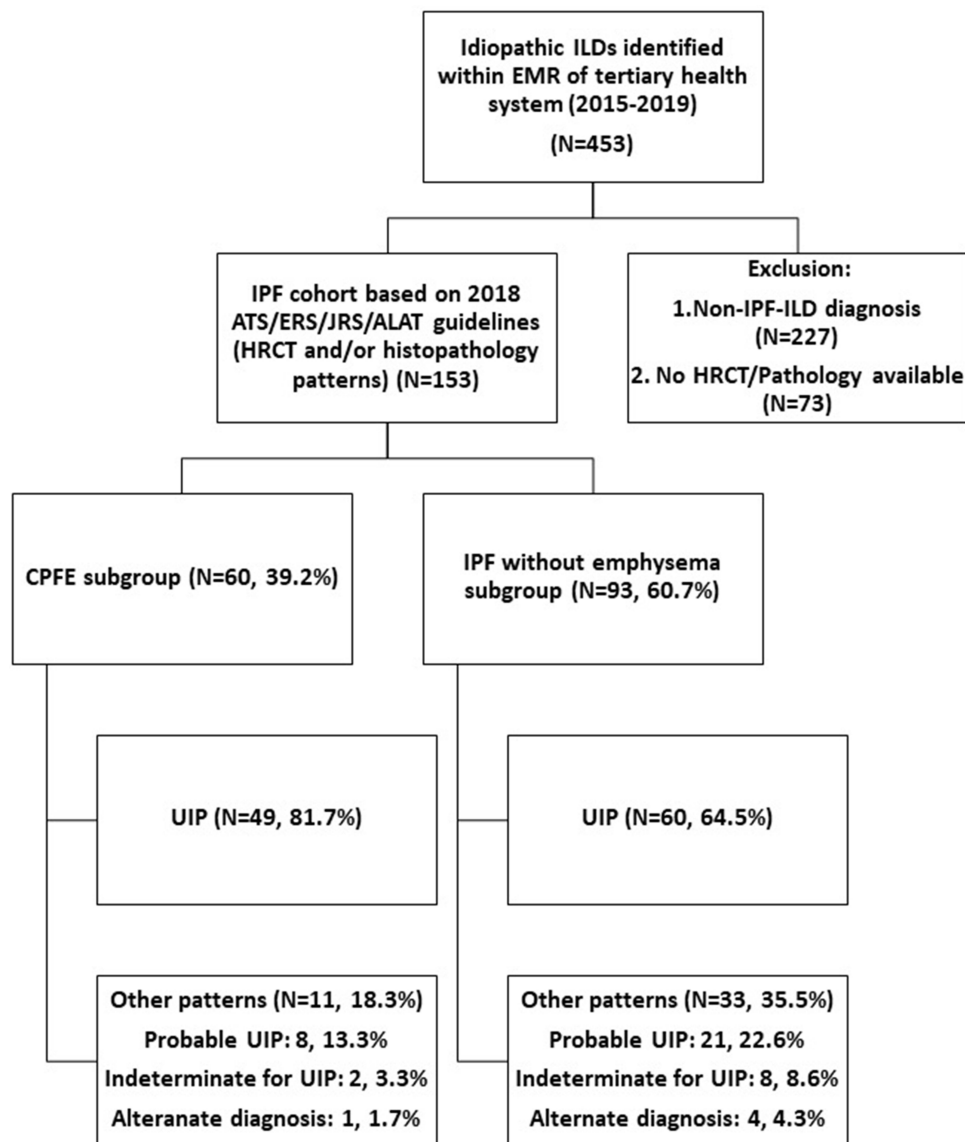 Idiopathic ILDs identified
within EMR of tertiary health
system (2015-2019)
(N=453)
IPF cohort based on 2018
ATS/ERS/JRS/ALAT guidelines
(HRCT and/or histopathology
patterns) (N=153)
Exclusion:
1.Non-IPF-ILD diagnosis
(N=227)
2. No HRCT/Pathology available
(N=73)
CPFE subgroup (N=60, 39.2%)
IPF without emphysema
subgroup (N=93, 60.7%)
UIP (N=49, 81.7%)
UIP (N=60, 64.5%)
Other patterns (N=11, 18.3%)
Probable UIP: 8, 13.3%
Indeterminate for UIP: 2, 3.3%
Alteranate diagnosis: 1, 1.7%
Other patterns (N=33, 35.5%)
Probable UIP: 21, 22.6%
Indeterminate for UIP: 8, 8.6%
Alternate diagnosis: 4, 4.3%